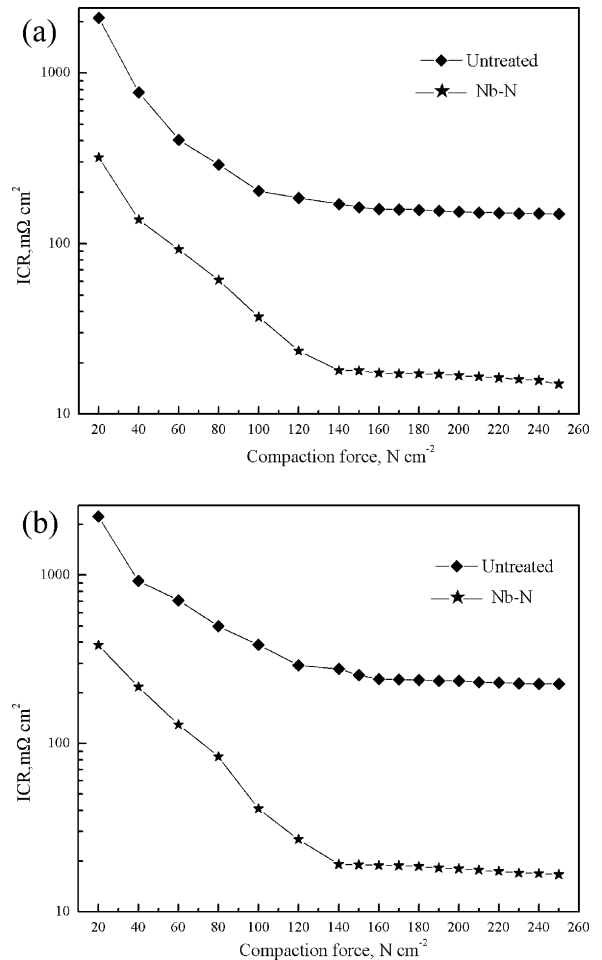 (a)
Untreated
Nb-N
1000
100
10
ICR,mΩ cm²
20 40 60 80 100 120 140 160 180 200 220 240 260
Compaction force, N cm⁻²
(b)
Untreated
Nb-N
1000
100
10
ICR,mΩ cm²
20 40 60 80 100 120 140 160 180 200 220 240 260
Compaction force, N cm⁻²